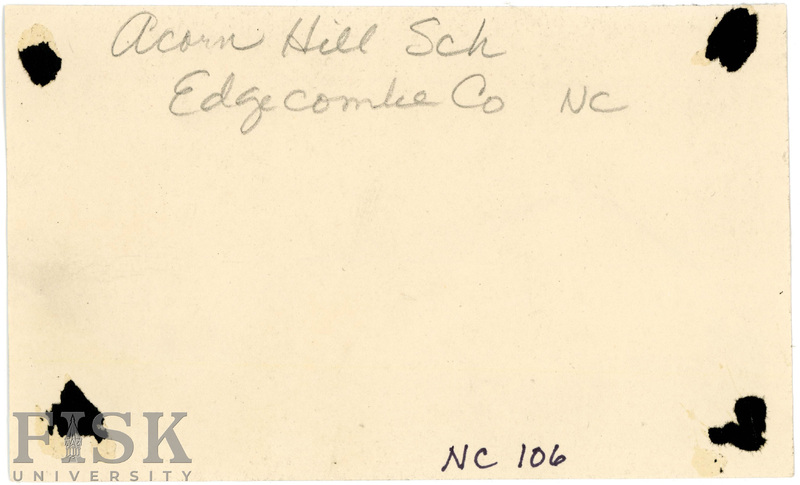 Acorn Hill Sch
Edgecombe Co NC
NC 106
FISK
UNIVERSITY